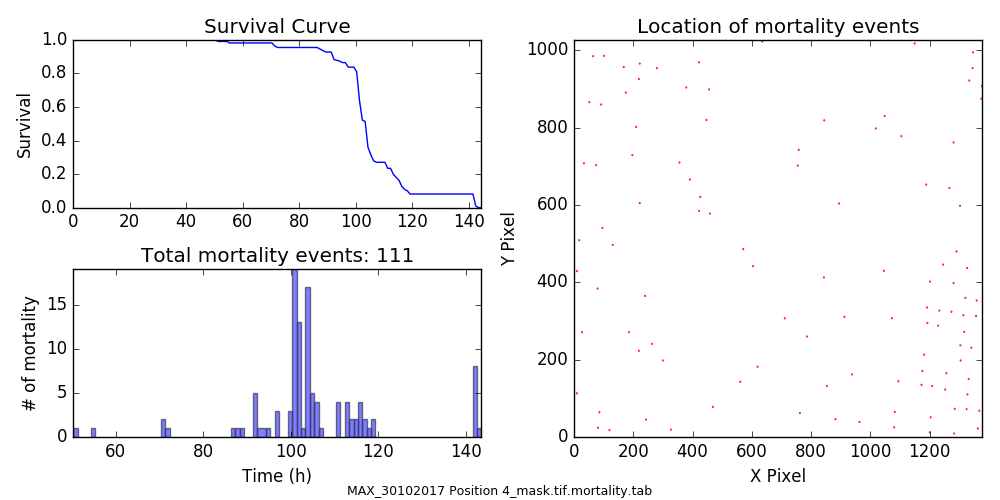 Survival Curve
1.0
0.8
0.6
0.4
0.2
0.0
Survival
0 20 40 60 80 100 120 140
Total mortality events: 111
15
10
5
0
# of mortality
60 80 100 120 140
Time (h)
Location of mortality events
1000
800
600
400
200
0
Y Pixel
0 200 400 600 800 1000 1200
X Pixel
MAX_30102017 Position 4_mask.tif.mortality.tab